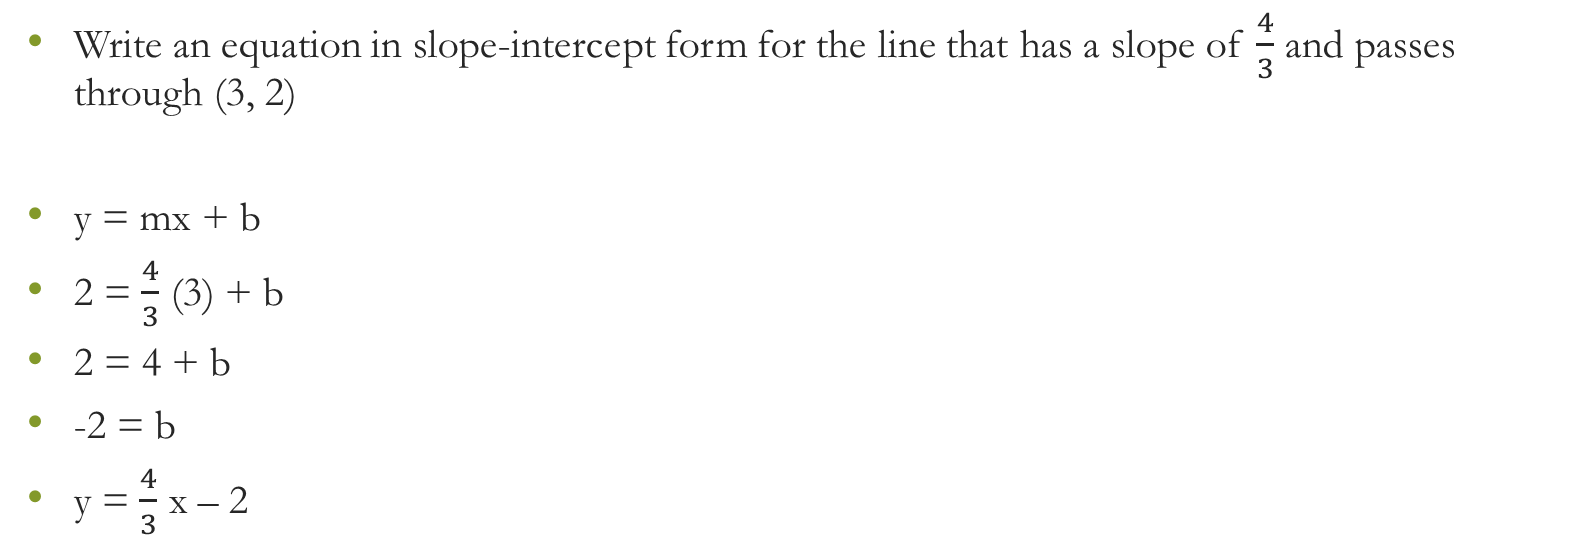 • Write an equation in slope-intercept form for the line that has a slope of 4/3 and passes
through (3, 2)
• y = mx + b
• 2 = 4/3 (3) + b
• 2 = 4 + b
• -2 = b
• y = 4/3 x – 2